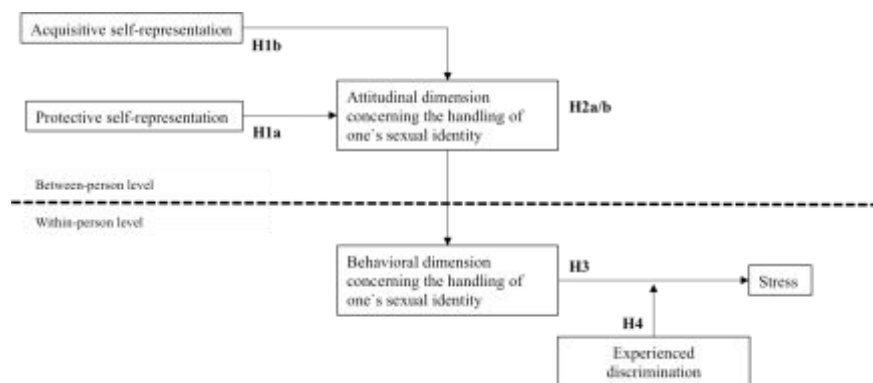 Acquisitive self-representation
H1b
Attitudinal dimension
concerning the handling of
one´s sexual identity
H2a/b
Protective self-representation
H1a
Between-person level
Within-person level
Behavioral dimension
concerning the handling of
one´s sexual identity
H3
Stress
H4
Experienced
discrimination